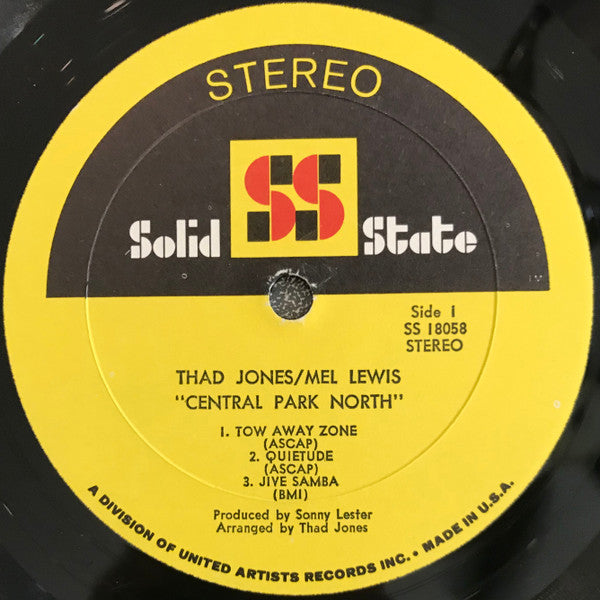 STEREO
SS
Solid State
Side 1
SS 18058
STEREO
THAD JONES/MEL LEWIS
"CENTRAL PARK NORTH"
1. TOW AWAY ZONE
(ASCAP)
2. QUIETUDE
(ASCAP)
3. JIVE SAMBA
(BMI)
Produced by Sonny Lester
Arranged by Thad Jones
A DIVISION OF UNITED ARTISTS RECORDS INC. • MADE IN U.S.A.